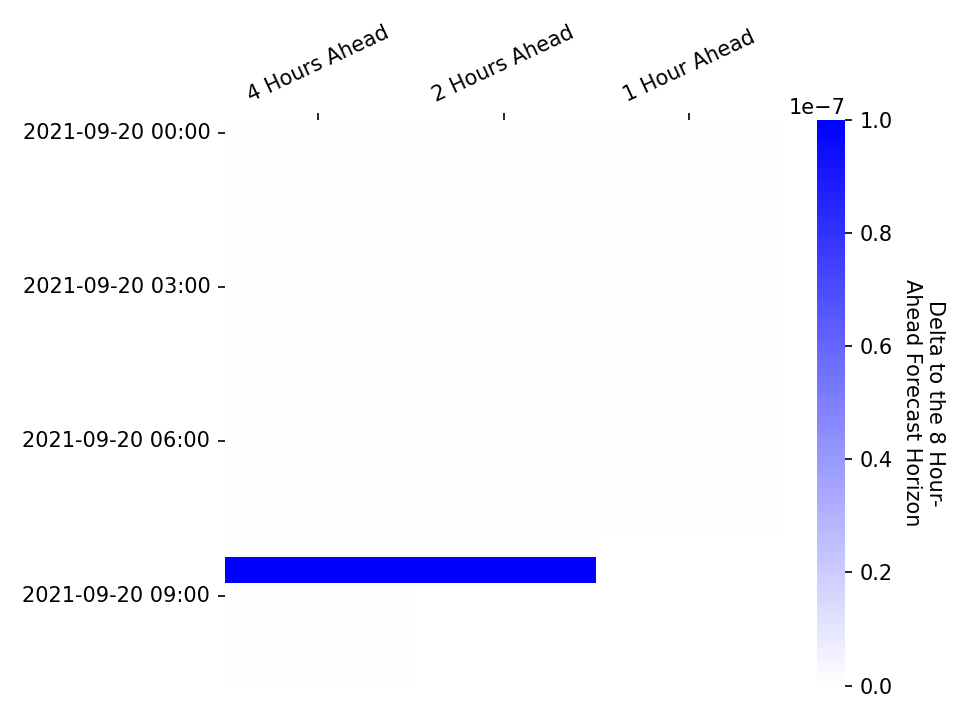 4 Hours Ahead
2 Hours Ahead
1 Hour Ahead
1e−7
2021-09-20 00:00
2021-09-20 03:00
2021-09-20 06:00
2021-09-20 09:00
1.0
0.8
0.6
0.4
0.2
0.0
Delta to the 8 Hour-
Ahead Forecast Horizon